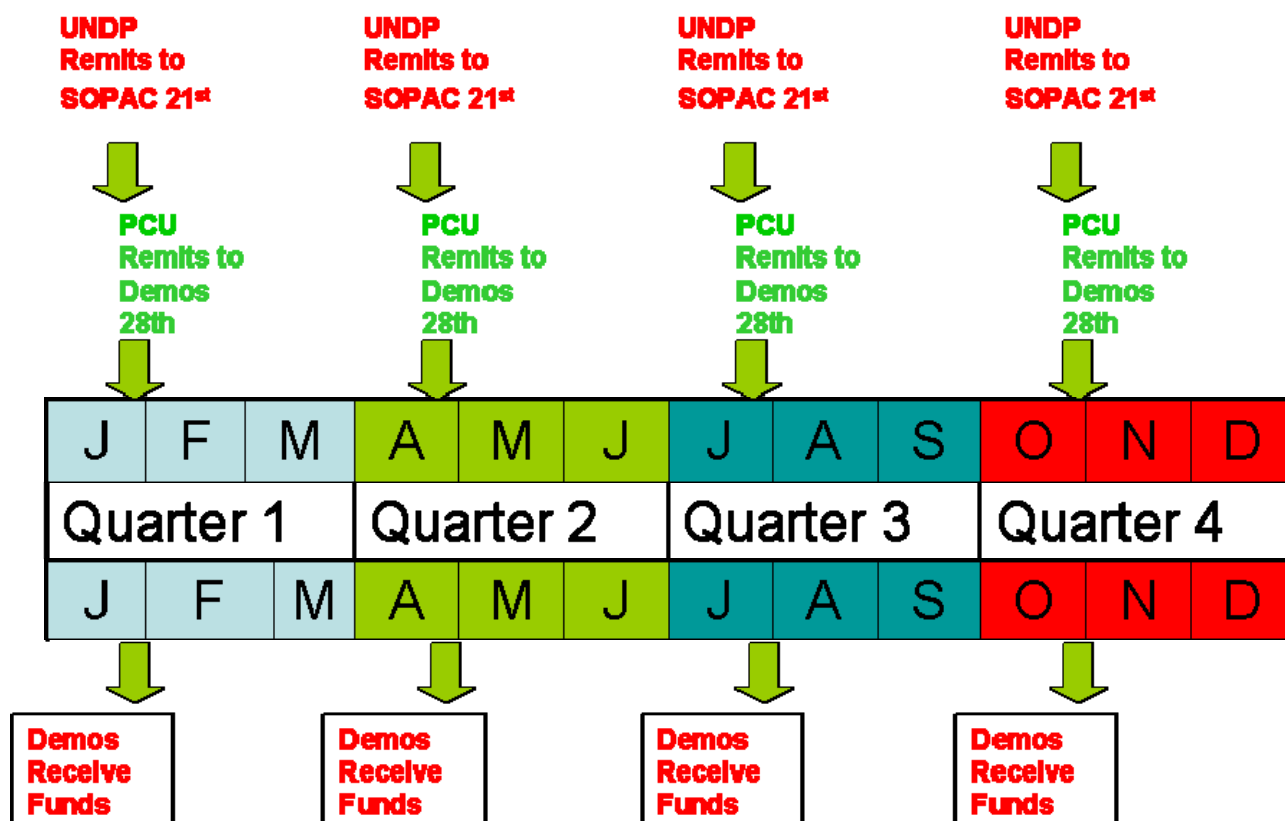 UNDP
Remits to
SOPAC 21st
UNDP
Remits to
SOPAC 21st
UNDP
Remits to
SOPAC 21st
UNDP
Remits to
SOPAC 21st
PCU
Remits to
Demos
28th
PCU
Remits to
Demos
28th
PCU
Remits to
Demos
28th
PCU
Remits to
Demos
28th
J F M A M J J A S O N D
Quarter 1 Quarter 2 Quarter 3 Quarter 4
J F M A M J J A S O N D
Demos
Receive
Funds
Demos
Receive
Funds
Demos
Receive
Funds
Demos
Receive
Funds